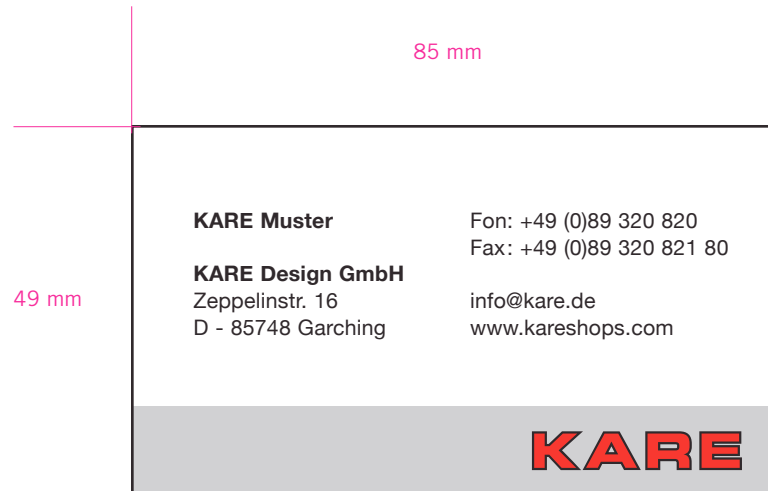 85 mm
49 mm
KARE Muster
KARE Design GmbH
Zeppelinstr. 16
D - 85748 Garching
Fon: +49 (0)89 320 820
Fax: +49 (0)89 320 821 80
info@kare.de
www.kareshops.com
KARE